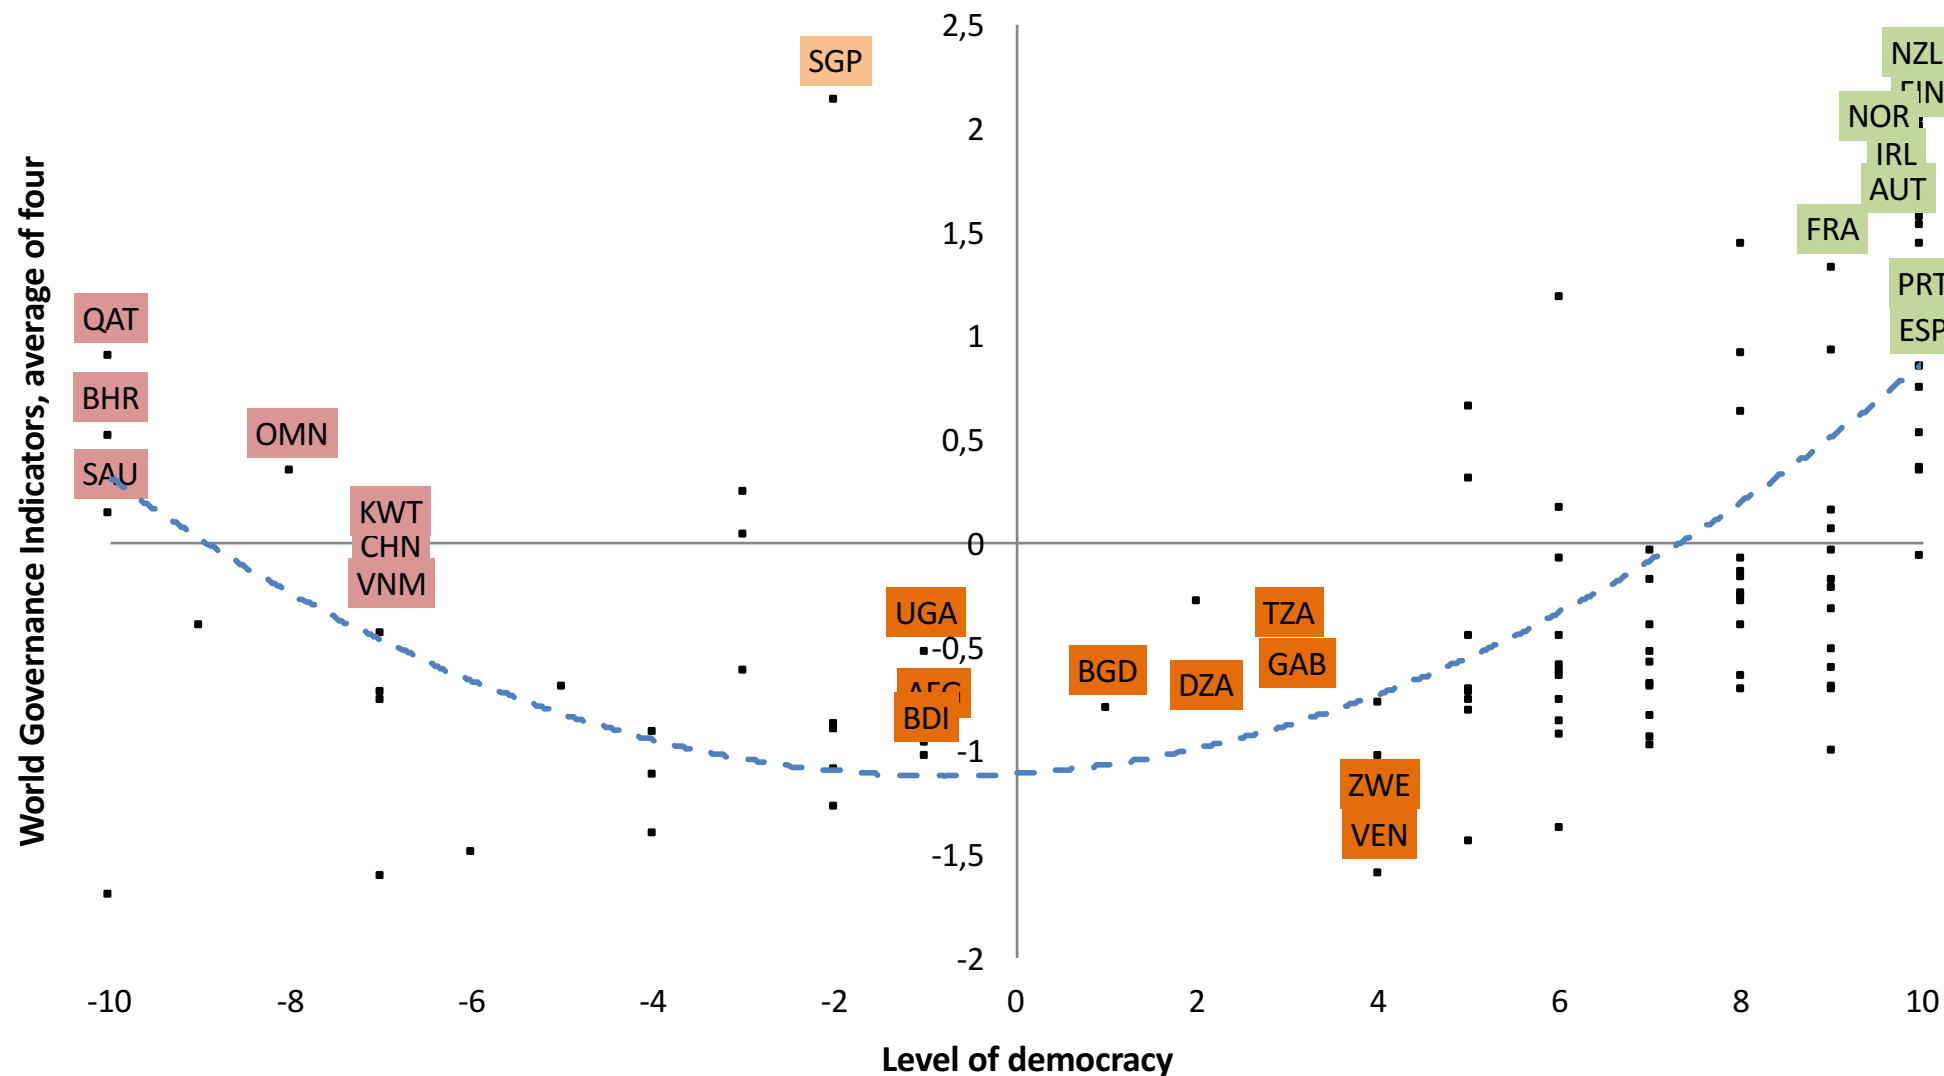 World Governance Indicators, average of four
2,5
2
1,5
1
0,5
0
-0,5
-1
-1,5
-2
SGP
NZL
FIN
NOR
IRL
AUT
FRA
PRT
ESP
QAT
BHR
SAU
OMN
KWT
CHN
VNM
UGA
BDI
BGD
DZA
TZA
GAB
ZWE
VEN
-10 -8 -6 -4 -2 0 2 4 6 8 10
Level of democracy